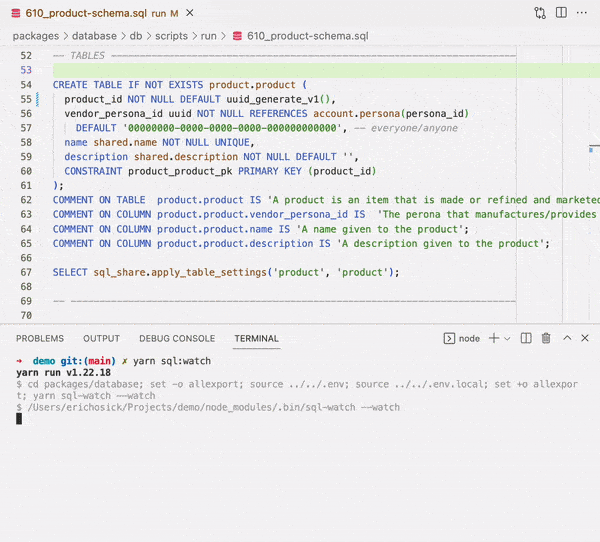 610_product-schema.sql run M
packages > database > db > scripts > run > 610_product-schema.sql
52 -- TABLES
53
54 CREATE TABLE IF NOT EXISTS product.product (
55 product_id NOT NULL DEFAULT uuid_generate_v1(),
56 vendor_persona_id uuid NOT NULL REFERENCES account.persona(persona_id)
57 DEFAULT '00000000-0000-0000-0000-000000000000', -- everyone/anyone
58 name shared.name NOT NULL UNIQUE,
59 description shared.description NOT NULL DEFAULT '',
60 CONSTRAINT product_product_pk PRIMARY KEY (product_id)
61 );
62 COMMENT ON TABLE product.product IS 'A product is an item that is made or refined and marketed
63 COMMENT ON COLUMN product.product.vendor_persona_id IS 'The perona that manufactures/provides
64 COMMENT ON COLUMN product.product.name IS 'A name given to the product';
65 COMMENT ON COLUMN product.product.description IS 'A description given to the product';
66
67 SELECT sql_share.apply_table_settings('product', 'product');
68
69 --
70
PROBLEMS OUTPUT DEBUG CONSOLE TERMINAL node
→ demo git:(main) ✗ yarn sql:watch
yarn run v1.22.18
$ cd packages/database; set -o allexport; source ../../.env; source ../../.env.local; set +o allexpor
t; yarn sql-watch --watch
$ /Users/erichosick/Projects/demo/node_modules/.bin/sql-watch --watch